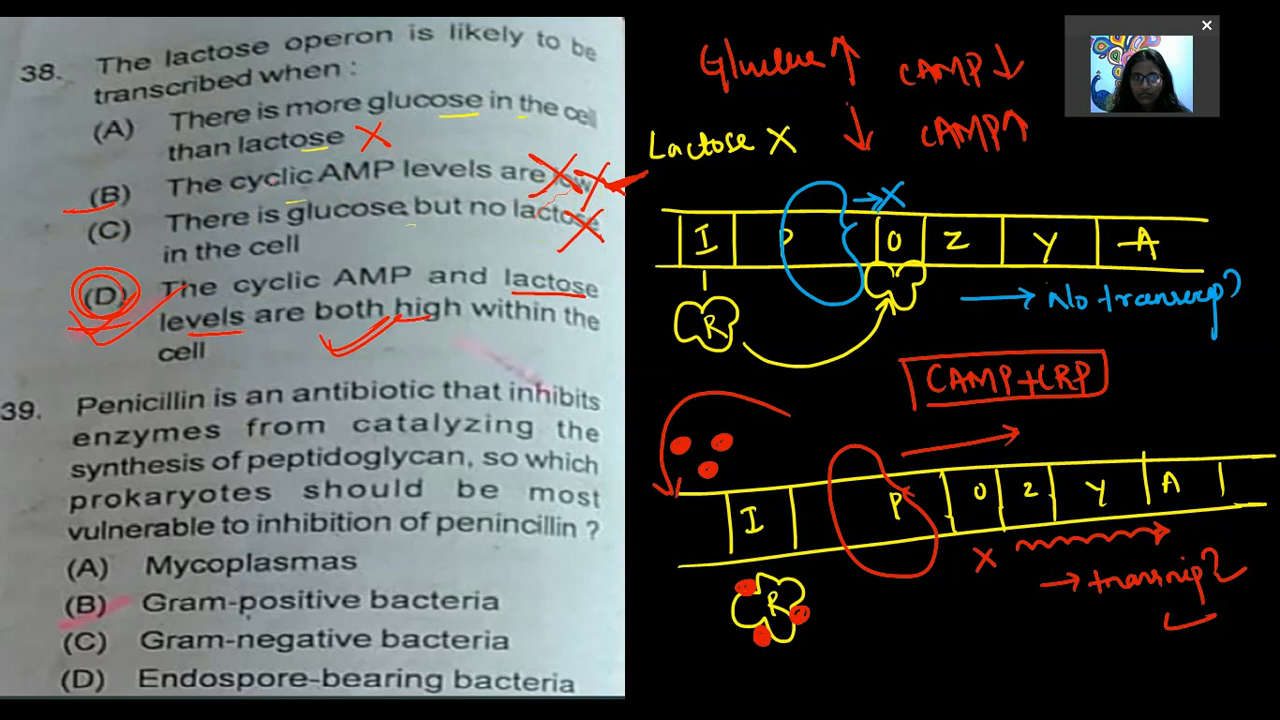 38. The lactose operon is likely to be
transcribed when :
(A) There is more glucose in the cell
than lactose
(B) The cyclic AMP levels are low
(C) There is glucose but no lactose
in the cell
(D) The cyclic AMP and lactose
levels are both high within the
cell
39. Penicillin is an antibiotic that inhibits
enzymes from catalyzing the
synthesis of peptidoglycan, so which
prokaryotes should be most
vulnerable to inhibition of penincillin ?
(A) Mycoplasmas
(B) Gram-positive bacteria
(C) Gram-negative bacteria
(D) Endospore-bearing bacteria
Glucose ↑ CAMP ↓
↓ CAMP ↑
Lactose X
→ X
I P O Z Y A
R
→ No transcrip?
CAMP+CRP
I P O Z Y A
X
→ transcrip?
R